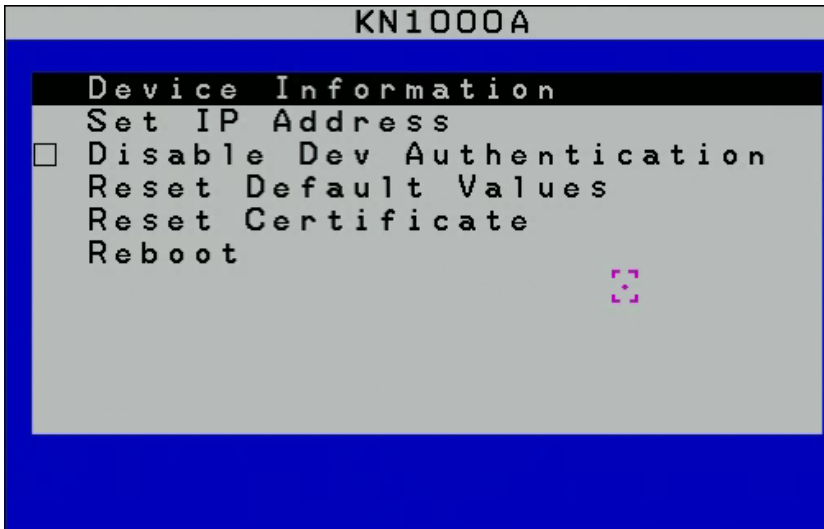 KN1000A
Device Information
Set IP Address
Disable Dev Authentication
Reset Default Values
Reset Certificate
Reboot